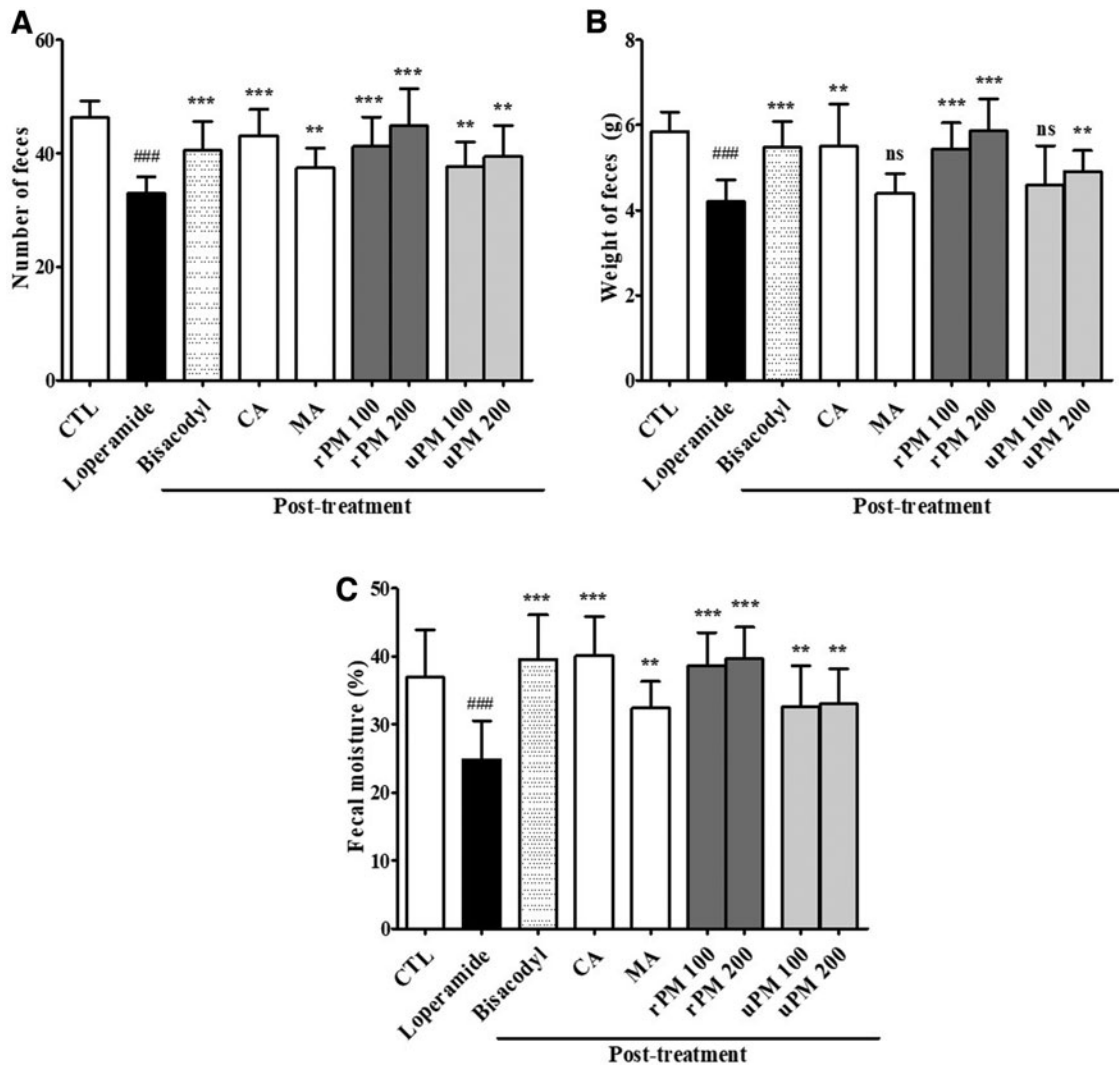 A
Number of feces
60
40
20
0
###
***
***
**
***
***
**
**
CTL
Loperamide
Bisacodyl
CA
MA
rPM 100
rPM 200
uPM 100
uPM 200
Post-treatment
B
Weight of feces (g)
8
6
4
2
0
###
***
**
ns
***
***
ns
**
CTL
Loperamide
Bisacodyl
CA
MA
rPM 100
rPM 200
uPM 100
uPM 200
Post-treatment
C
Fecal moisture (%)
50
40
30
20
10
0
###
***
***
**
***
***
**
**
CTL
Loperamide
Bisacodyl
CA
MA
rPM 100
rPM 200
uPM 100
uPM 200
Post-treatment